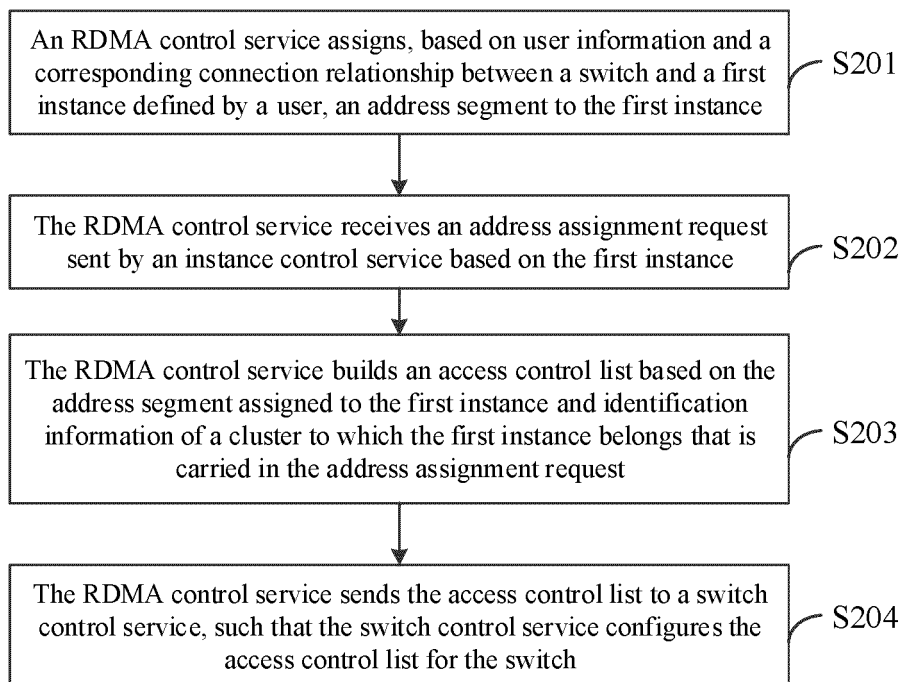 An RDMA control service assigns, based on user information and a
corresponding connection relationship between a switch and a first
instance defined by a user, an address segment to the first instance
S201
The RDMA control service receives an address assignment request
sent by an instance control service based on the first instance
S202
The RDMA control service builds an access control list based on the
address segment assigned to the first instance and identification
information of a cluster to which the first instance belongs that is
carried in the address assignment request
S203
The RDMA control service sends the access control list to a switch
control service, such that the switch control service configures the
access control list for the switch
S204